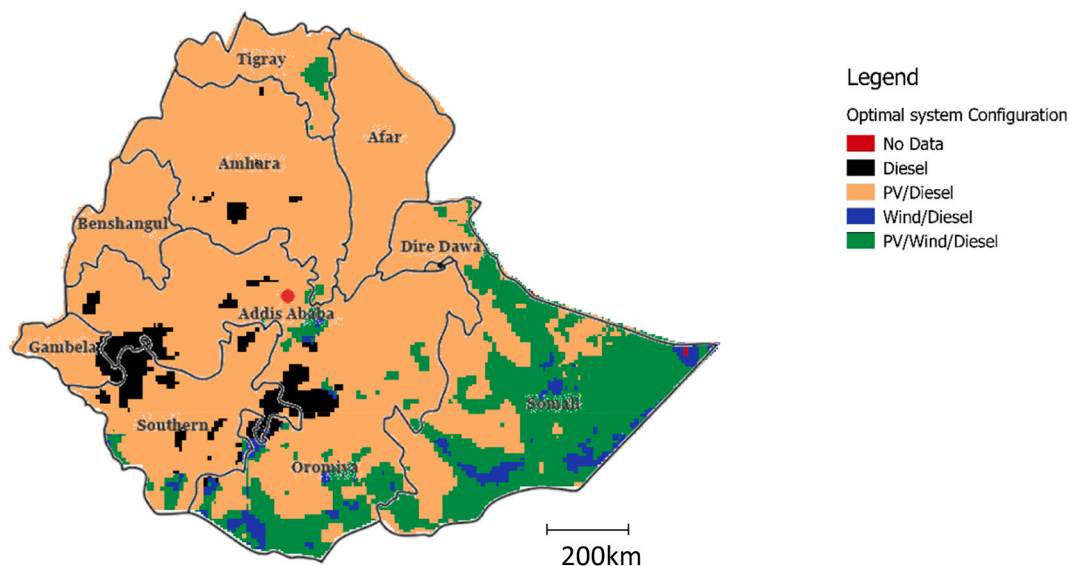 Tigray
Afar
Amhara
Benshangul
Dire Dawa
Addis Ababa
Gambela
Somali
Southern
Oromiya
200km
Legend
Optimal system Configuration
No Data
Diesel
PV/Diesel
Wind/Diesel
PV/Wind/Diesel